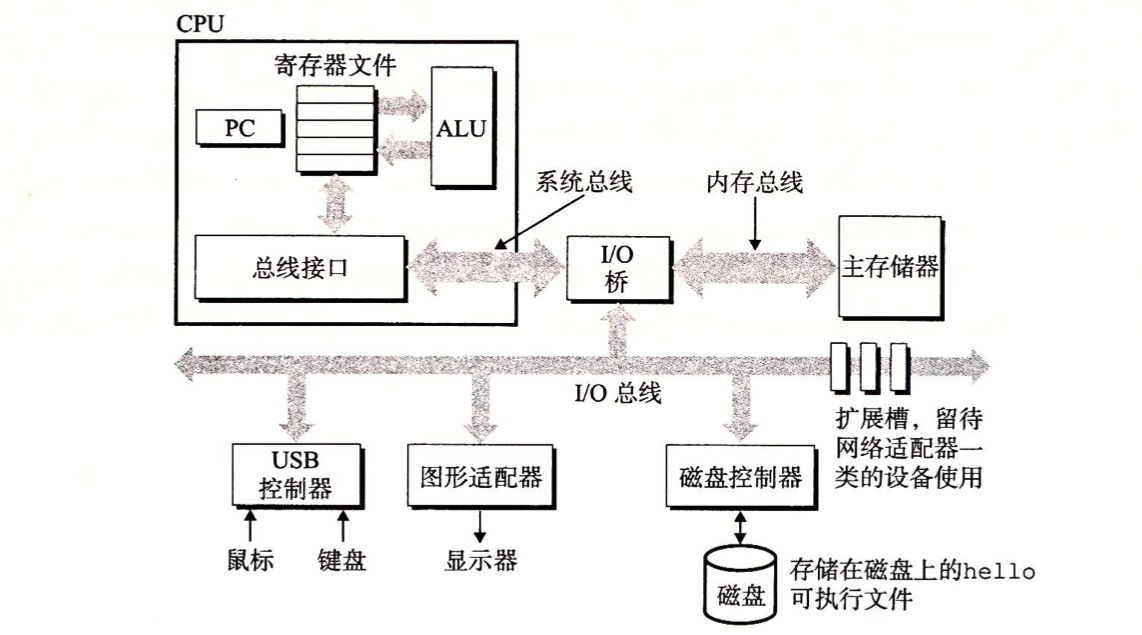 CPU
寄存器文件
PC
ALU
系统总线
内存总线
总线接口
I/O
桥
主存储器
I/O 总线
扩展槽，留待
网络适配器一
类的设备使用
USB
控制器
图形适配器
磁盘控制器
鼠标
键盘
显示器
磁盘
存储在磁盘上的hello
可执行文件